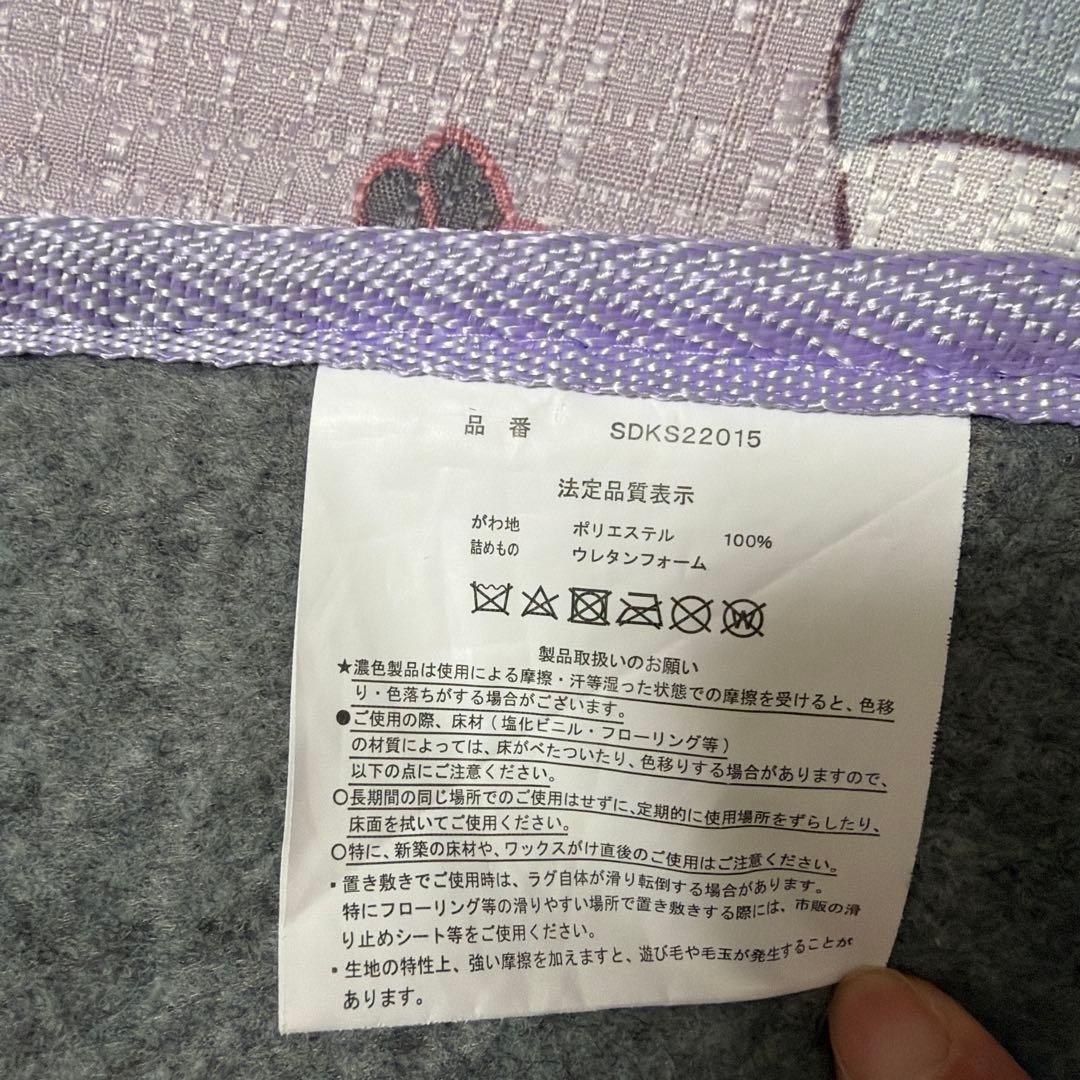 品 番 SDKS22015
法定品質表示
がわ地 ポリエステル 100%
詰めもの ウレタンフォーム
製品取扱いのお願い
★濃色製品は使用による摩擦・汗等湿った状態での摩擦を受けると、色移
り・色落ちがする場合がございます。
●ご使用の際、床材(塩化ビニル・フローリング等)
の材質によっては、床がべたついたり、色移りする場合がありますので、
以下の点にご注意ください。
○長期間の同じ場所でのご使用はせずに、定期的に使用場所をずらしたり、
床面を拭いてご使用ください。
○特に、新築の床材や、ワックスがけ直後のご使用はご注意ください。
▪置き敷きでご使用時は、ラグ自体が滑り転倒する場合があります。
特にフローリング等の滑りやすい場所で置き敷きする際には、市販の滑
り止めシート等をご使用ください。
▪生地の特性上、強い摩擦を加えますと、遊び毛や毛玉が発生することが
あります。